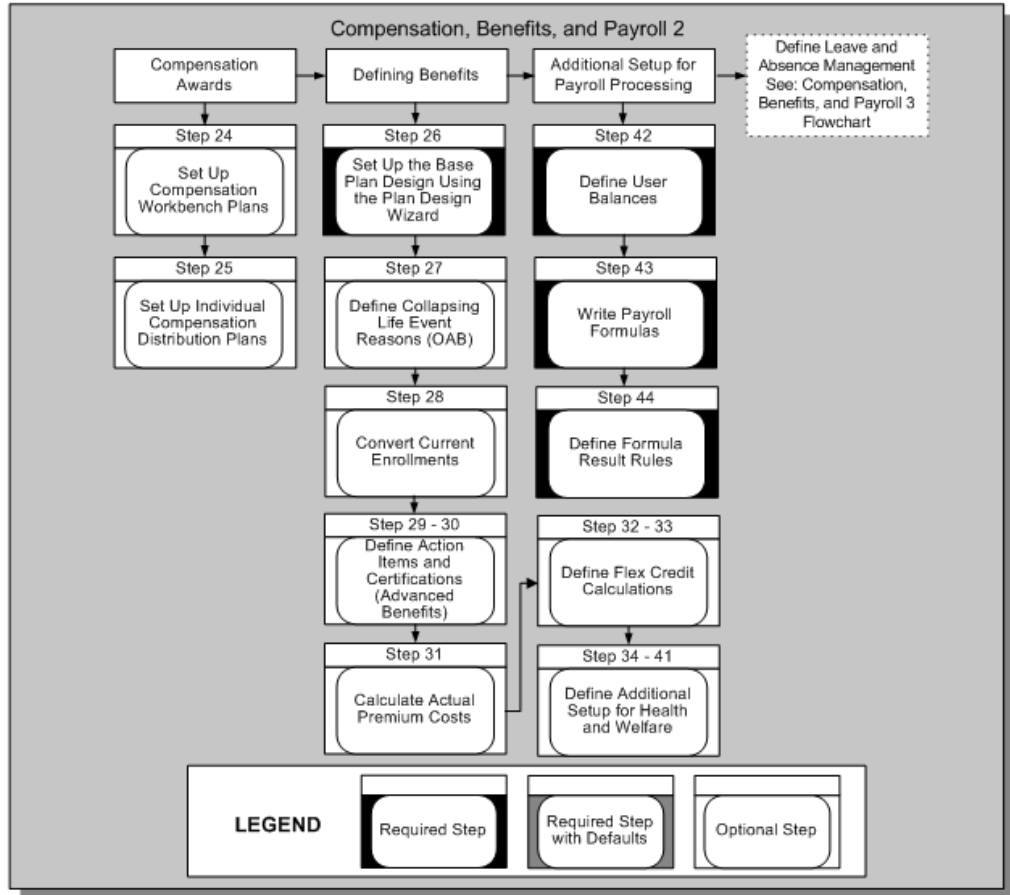 Compensation, Benefits, and Payroll 2
Compensation
Awards
Defining Benefits
Additional Setup for
Payroll Processing
Define Leave and
Absence Management
See: Compensation,
Benefits, and Payroll 3
Flowchart
Step 24
Set Up
Compensation
Workbench Plans
Step 25
Set Up Individual
Compensation
Distribution Plans
Step 26
Set Up the Base
Plan Design Using
the Plan Design
Wizard
Step 27
Define Collapsing
Life Event
Reasons (OAB)
Step 28
Convert Current
Enrollments
Step 29 - 30
Define Action
Items and
Certifications
(Advanced
Benefits)
Step 31
Calculate Actual
Premium Costs
Step 42
Define User
Balances
Step 43
Write Payroll
Formulas
Step 44
Define Formula
Result Rules
Step 32 - 33
Define Flex Credit
Calculations
Step 34 - 41
Define Additional
Setup for Health
and Welfare
LEGEND
Required Step
Required Step
with Defaults
Optional Step